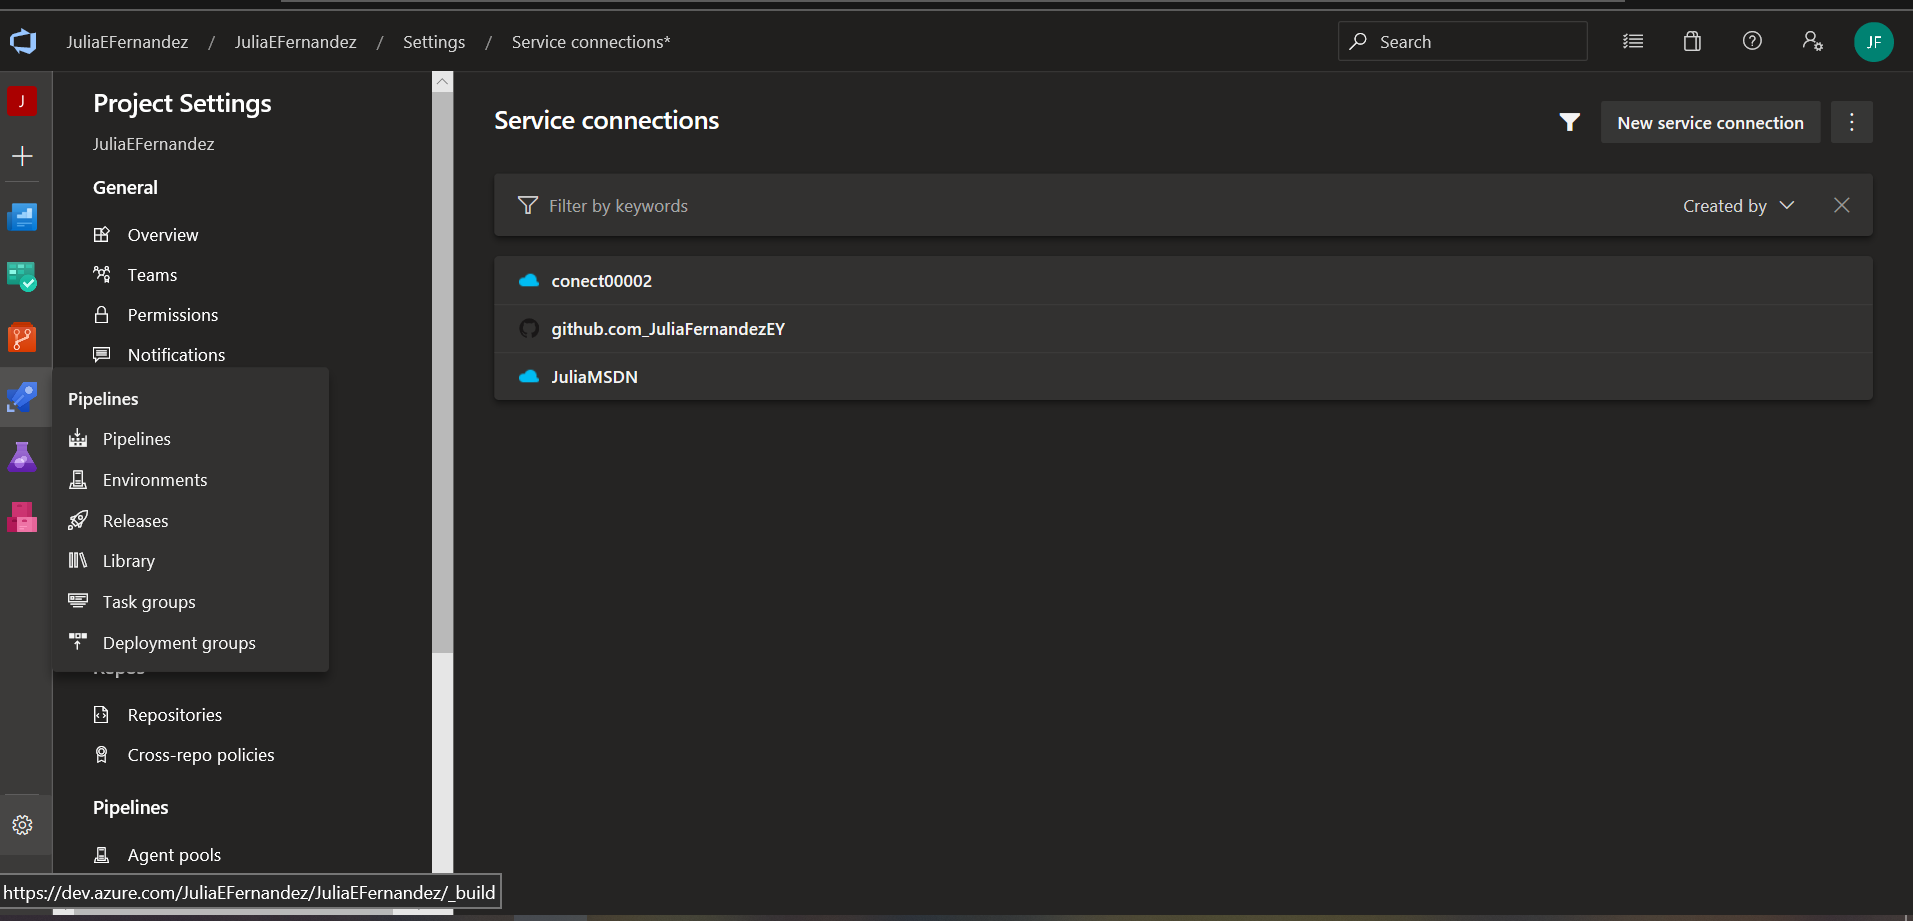 JuliaEFernandez / JuliaEFernandez / Settings / Service connections*
Search
JF
J
Project Settings
JuliaEFernandez
General
Overview
Teams
Permissions
Notifications
Pipelines
Pipelines
Environments
Releases
Library
Task groups
Deployment groups
Repos
Repositories
Cross-repo policies
Pipelines
Agent pools
https://dev.azure.com/JuliaEFernandez/JuliaEFernandez/_build
Service connections
New service connection
Filter by keywords
Created by
conect00002
github.com_JuliaFernandezEY
JuliaMSDN